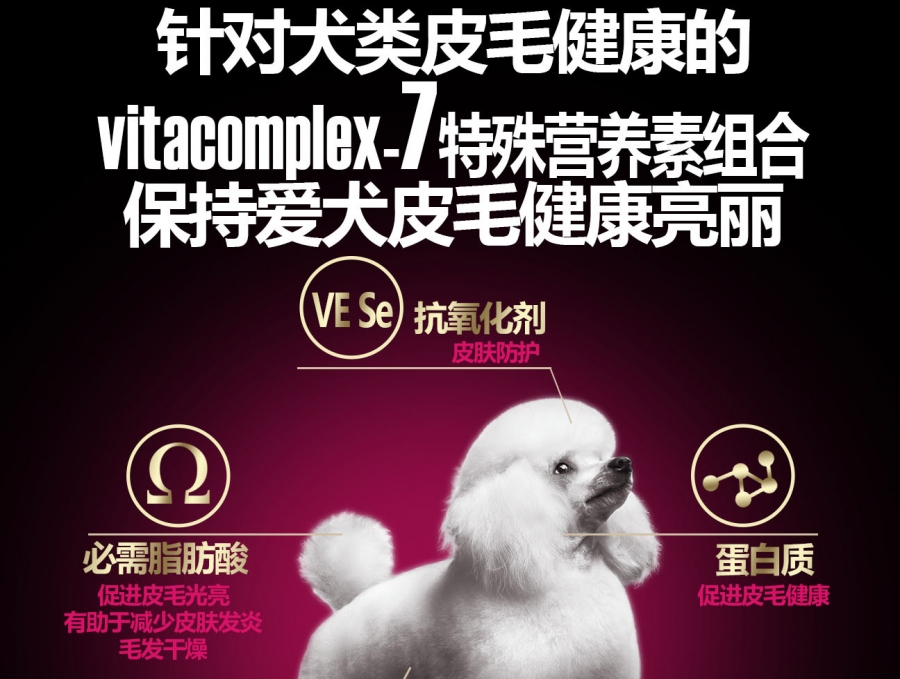 针对犬类皮毛健康的
vitacomplex-7特殊营养素组合
保持爱犬皮毛健康亮丽
VE Se
抗氧化剂
皮肤防护
Ω
必需脂肪酸
促进皮毛光亮
有助于减少皮肤发炎
毛发干燥
蛋白质
促进皮毛健康